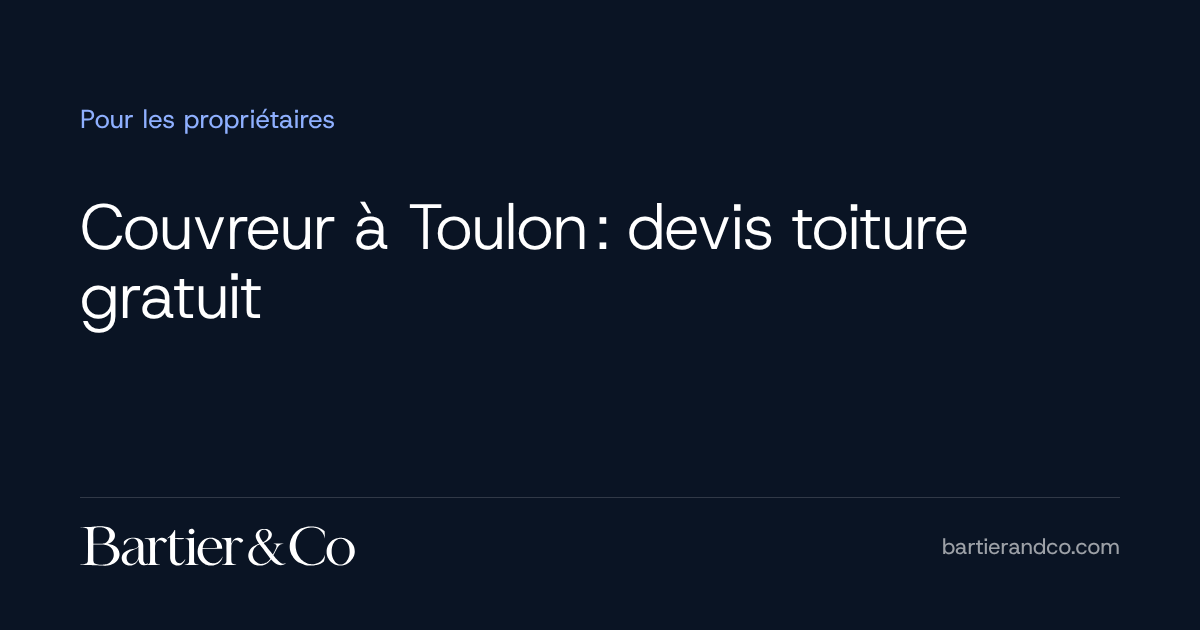 Pour les propriétaires
Couvreur à Toulon : devis toiture
gratuit
Bartier & Co
bartierandco.com